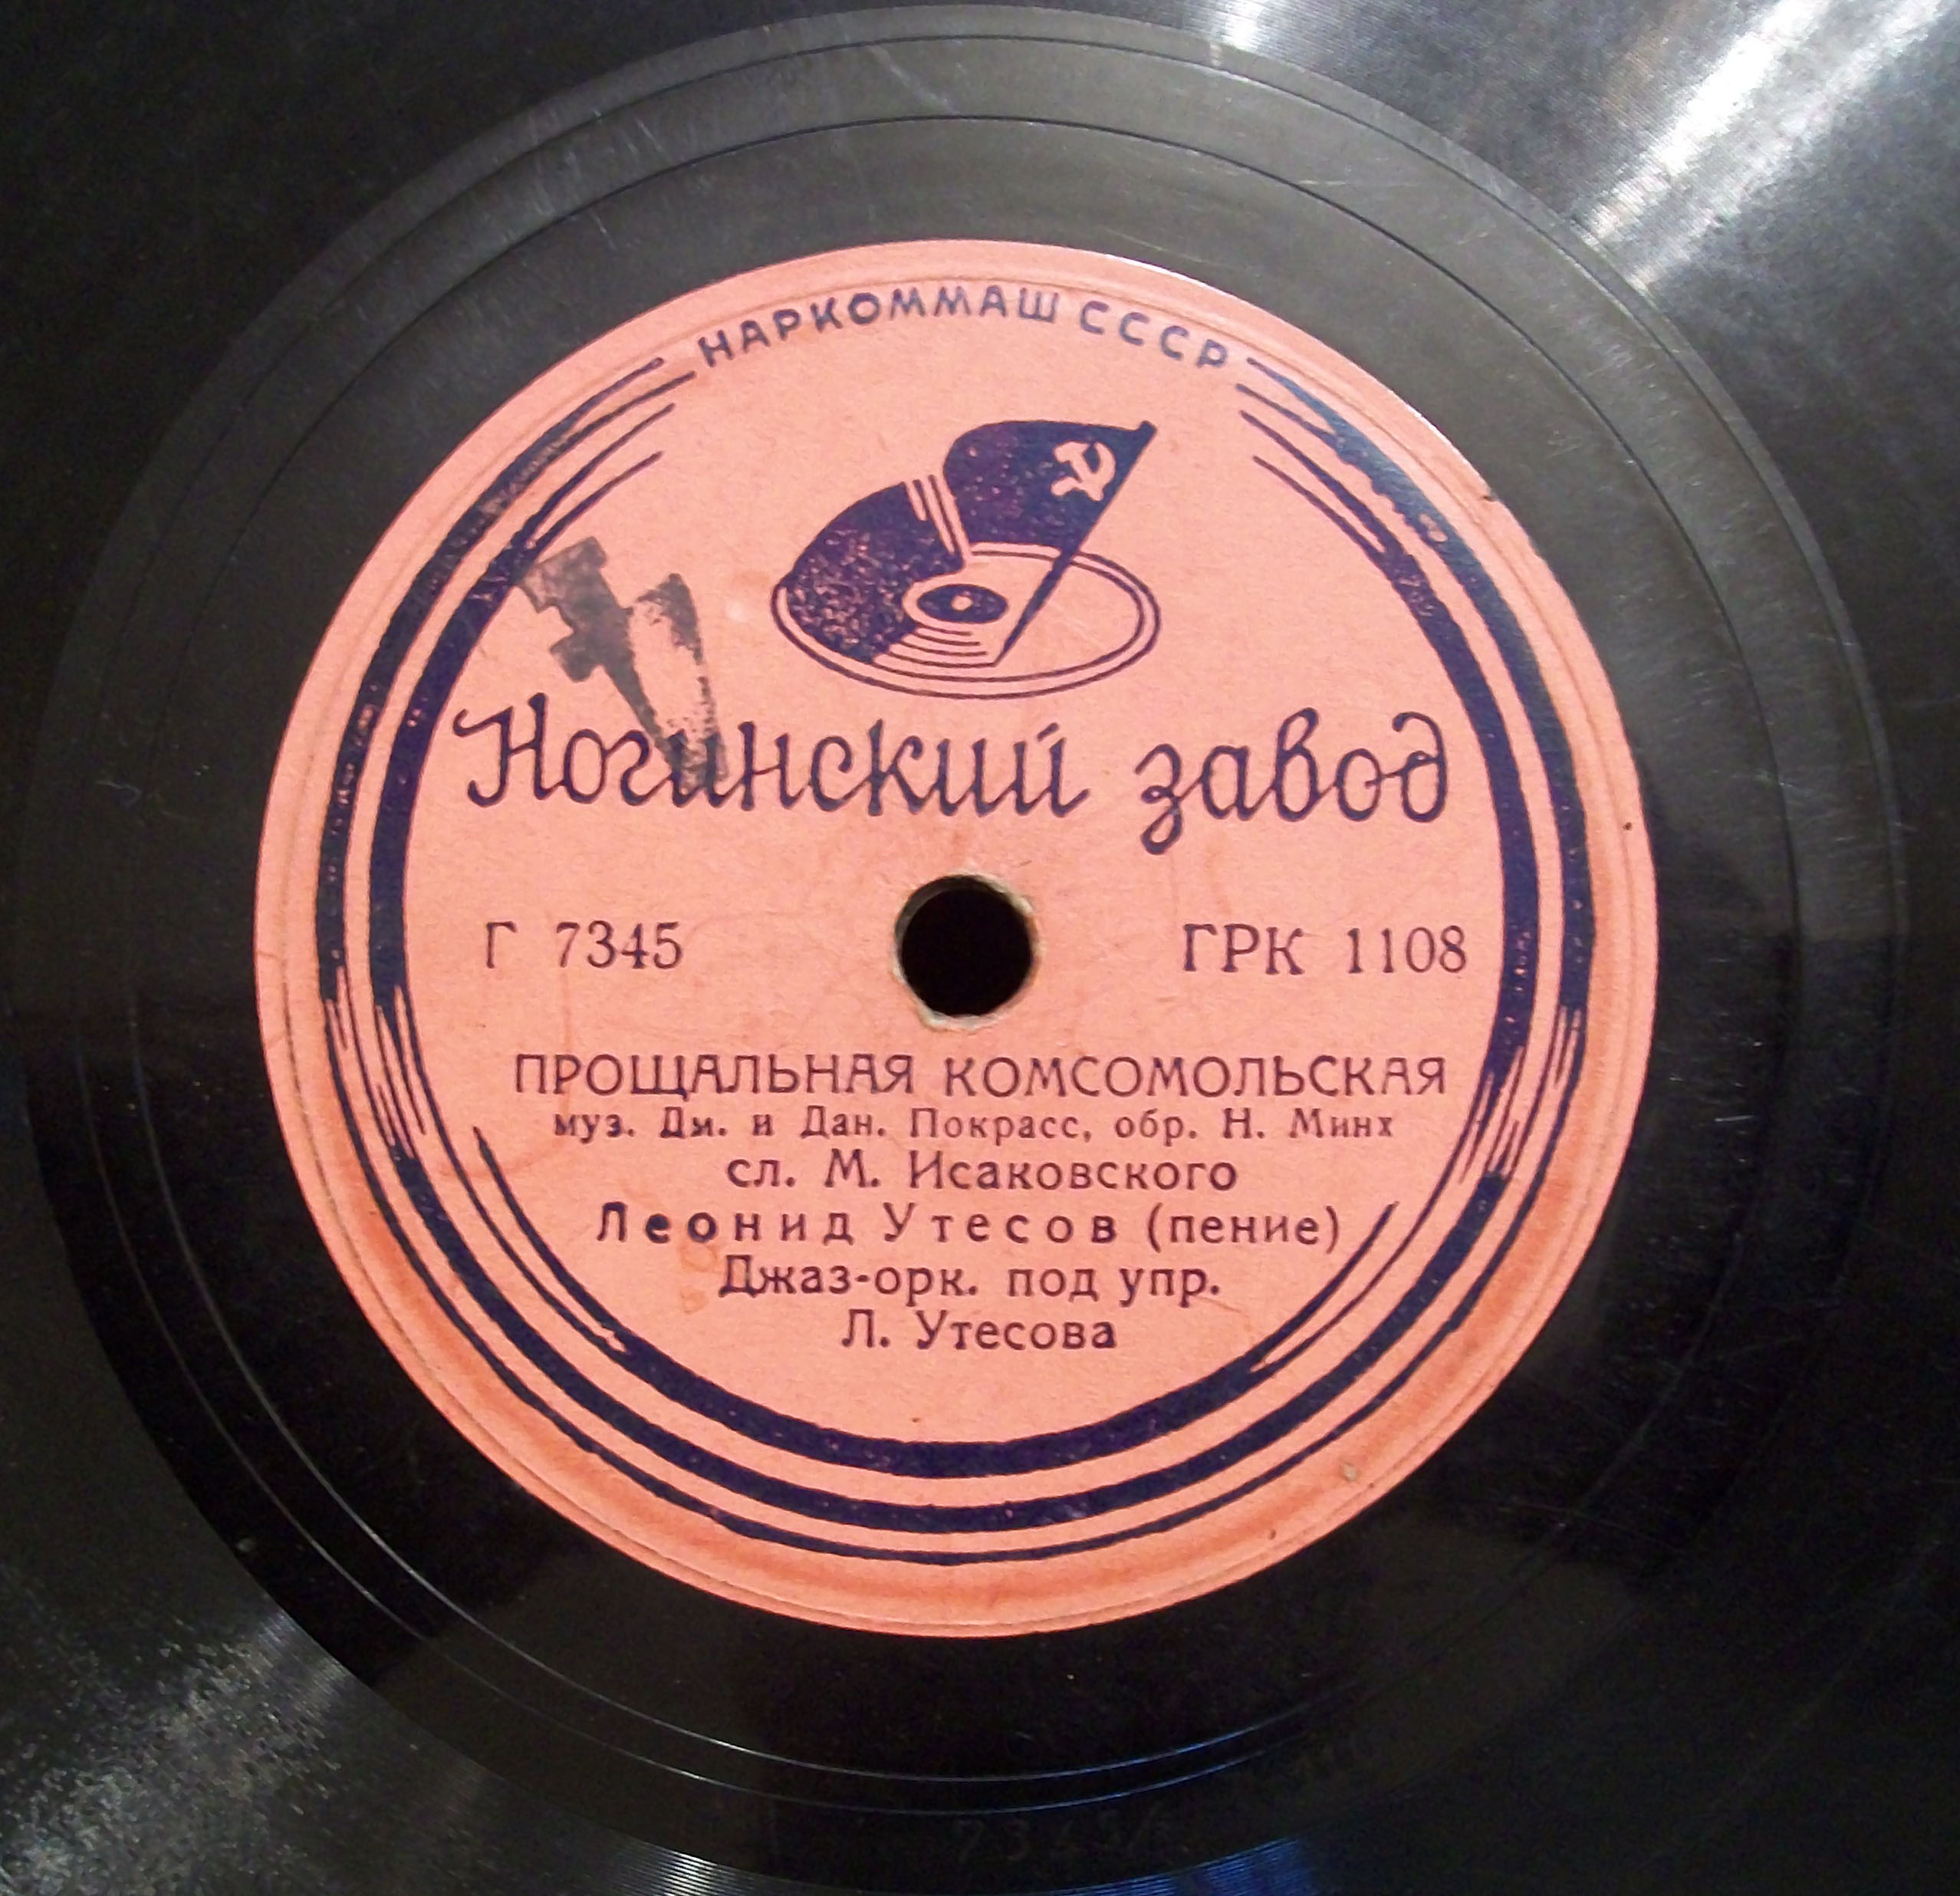 НАРКОММАШ СССР
Ногинский завод
Г 7345 ГРК 1108
ПРОЩАЛЬНАЯ КОМСОМОЛЬСКАЯ
муз. Дм. и Дан. Покрасс, обр. Н. Минх
сл. М. Исаковского
Леонид Утесов (пение)
Джаз-орк. под упр.
Л. Утесова